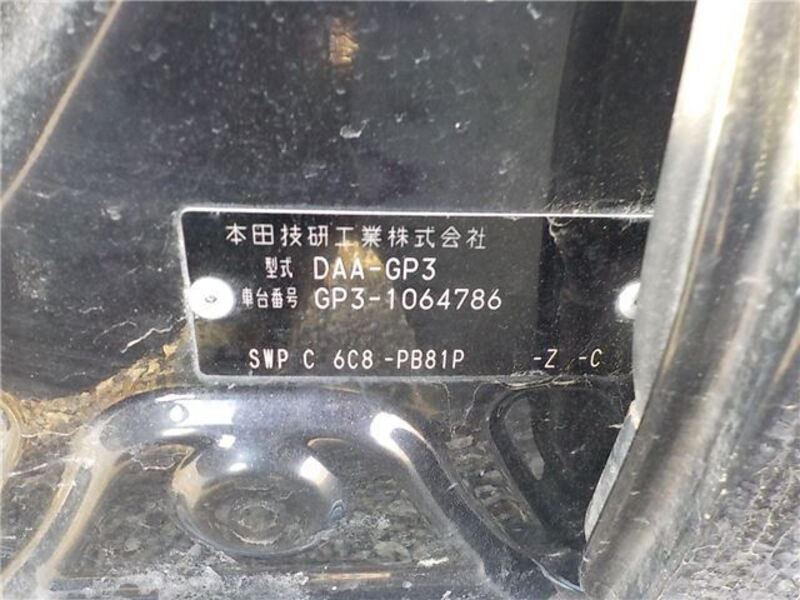 本田技研工業株式会社
型式 DAA-GP3
車台番号 GP3-1064786
SWP C 6C8 -PB81P -Z -C